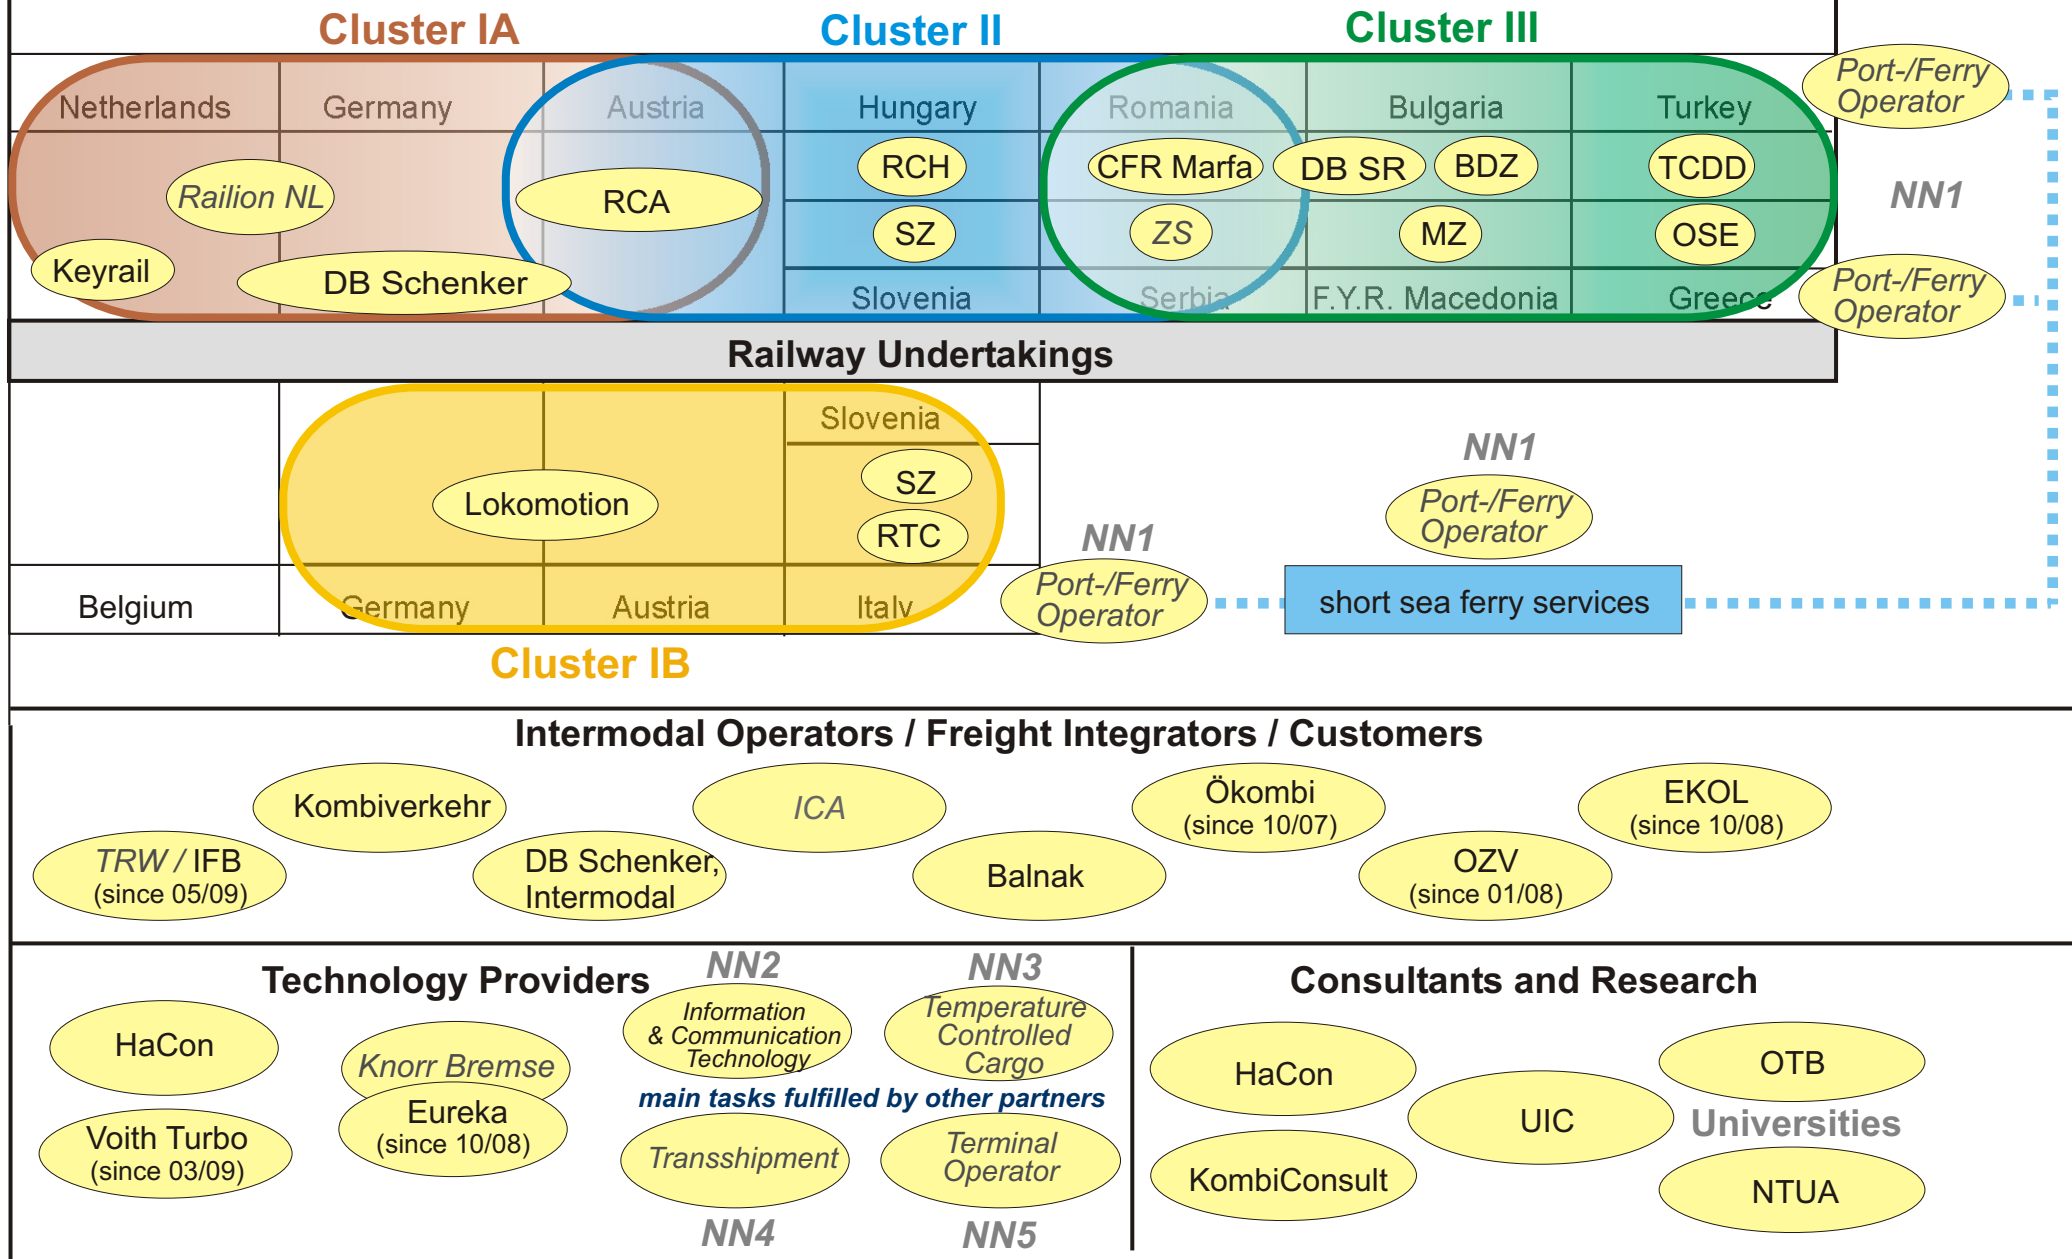 Cluster IA
Cluster II
Cluster III
Netherlands
Germany
Austria
Hungary
Romania
Bulgaria
Turkey
Port-/Ferry
Operator
Railion NL
RCA
RCH
CFR Marfa
DB SR
BDZ
TCDD
NN1
Keyrail
DB Schenker
SZ
ZS
MZ
OSE
Slovenia
Serbia
F.Y.R. Macedonia
Greece
Port-/Ferry
Operator
Railway Undertakings
Slovenia
Lokomotion
SZ
RTC
NN1
Port-/Ferry
Operator
NN1
Port-/Ferry
Operator
short sea ferry services
Belgium
Germany
Austria
Italy
Cluster IB
Intermodal Operators / Freight Integrators / Customers
Kombiverkehr
ICA
Ökombi
(since 10/07)
EKOL
(since 10/08)
TRW / IFB
(since 05/09)
DB Schenker,
Intermodal
Balnak
OZV
(since 01/08)
Technology Providers
NN2
NN3
HaCon
Knorr Bremse
Eureka
(since 10/08)
Voith Turbo
(since 03/09)
Information
& Communication
Technology
Temperature
Controlled
Cargo
main tasks fulfilled by other partners
Transshipment
Terminal
Operator
NN4
NN5
Consultants and Research
HaCon
OTB
UIC
Universities
KombiConsult
NTUA